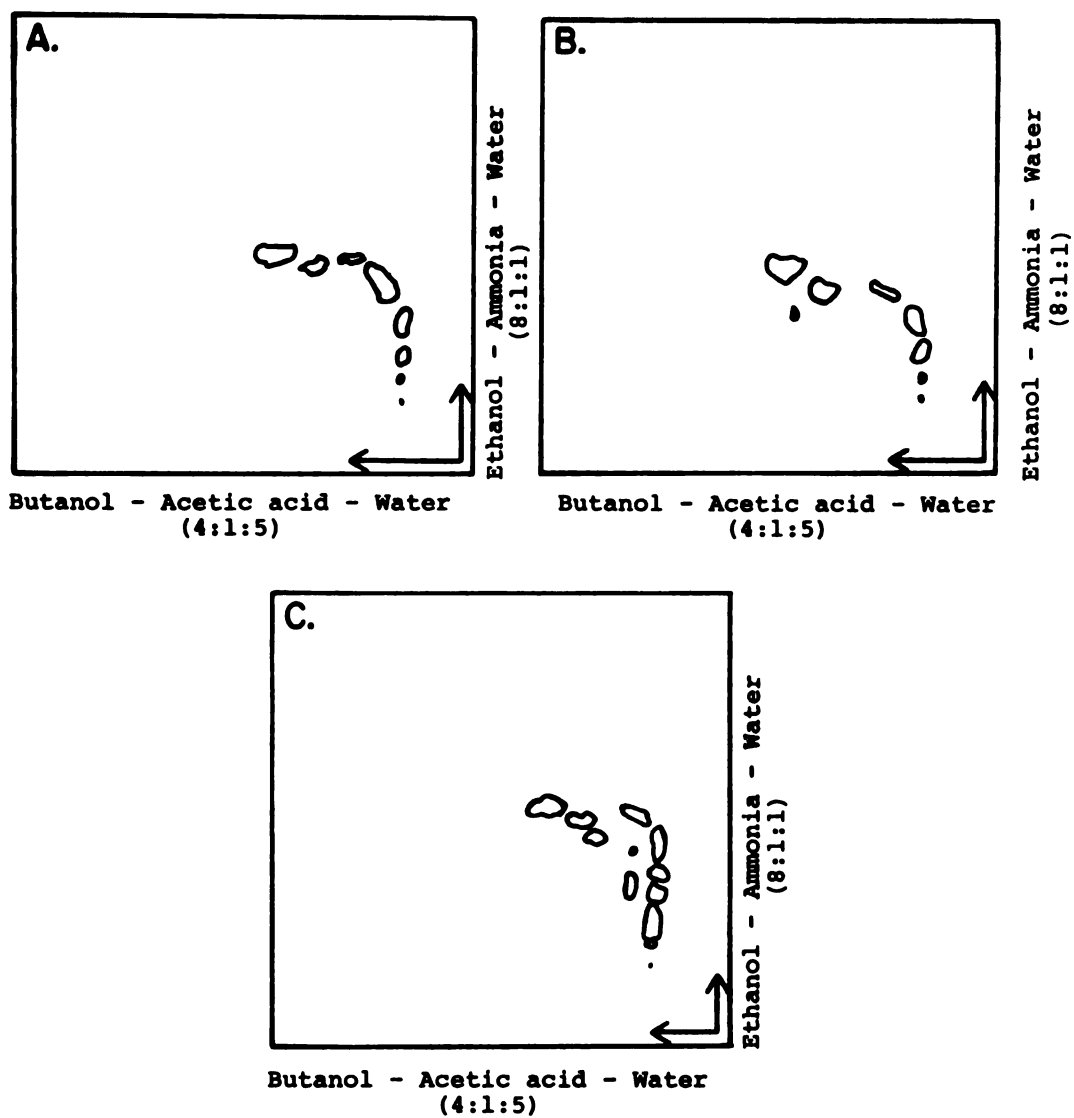 A.
Ethanol - Ammonia - Water
(8:1:1)
Butanol - Acetic acid - Water
(4:1:5)
B.
Ethanol - Ammonia - Water
(8:1:1)
Butanol - Acetic acid - Water
(4:1:5)
C.
Ethanol - Ammonia - Water
(8:1:1)
Butanol - Acetic acid - Water
(4:1:5)